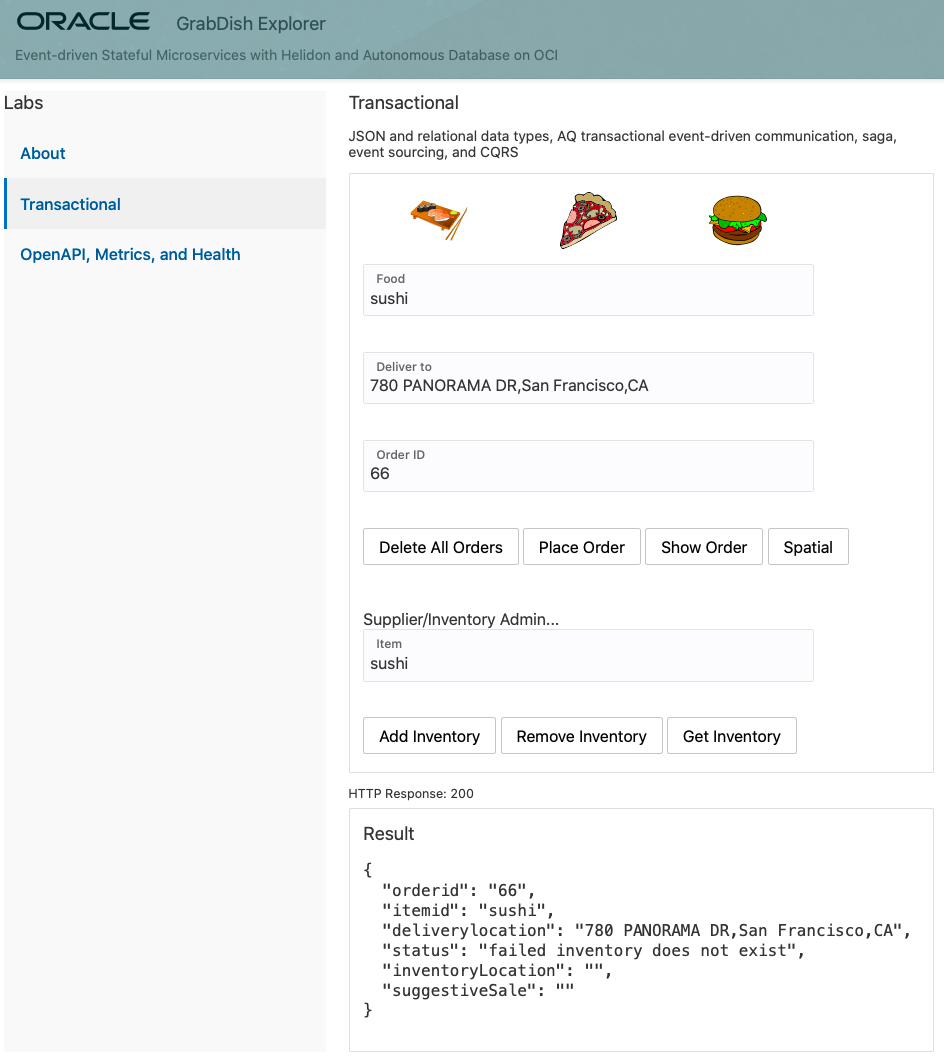 ORACLE GrabDish Explorer
Event-driven Stateful Microservices with Helidon and Autonomous Database on OCI
Labs
About
Transactional
OpenAPI, Metrics, and Health
Transactional
JSON and relational data types, AQ transactional event-driven communication, saga,
event sourcing, and CQRS
Food
sushi
Deliver to
780 PANORAMA DR,San Francisco,CA
Order ID
66
Delete All Orders Place Order Show Order Spatial
Supplier/Inventory Admin...
Item
sushi
Add Inventory Remove Inventory Get Inventory
HTTP Response: 200
Result
{
  "orderid": "66",
  "itemid": "sushi",
  "deliverylocation": "780 PANORAMA DR,San Francisco,CA",
  "status": "failed inventory does not exist",
  "inventoryLocation": "",
  "suggestiveSale": ""
}